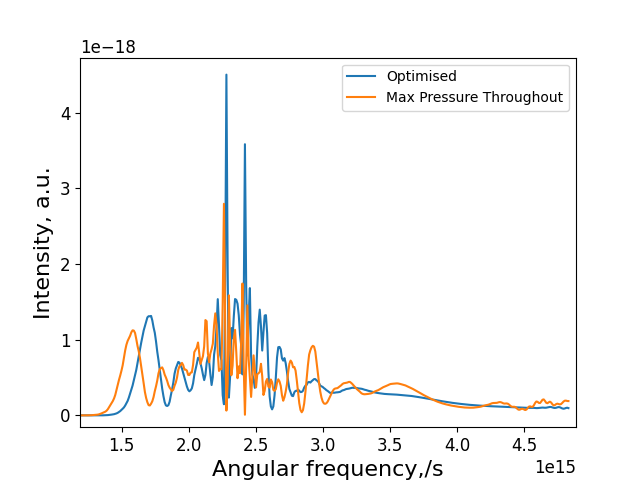 1e−18
Optimised
Max Pressure Throughout
Intensity, a.u.
4
3
2
1
0
1.5 2.0 2.5 3.0 3.5 4.0 4.5
1e15
Angular frequency,/s